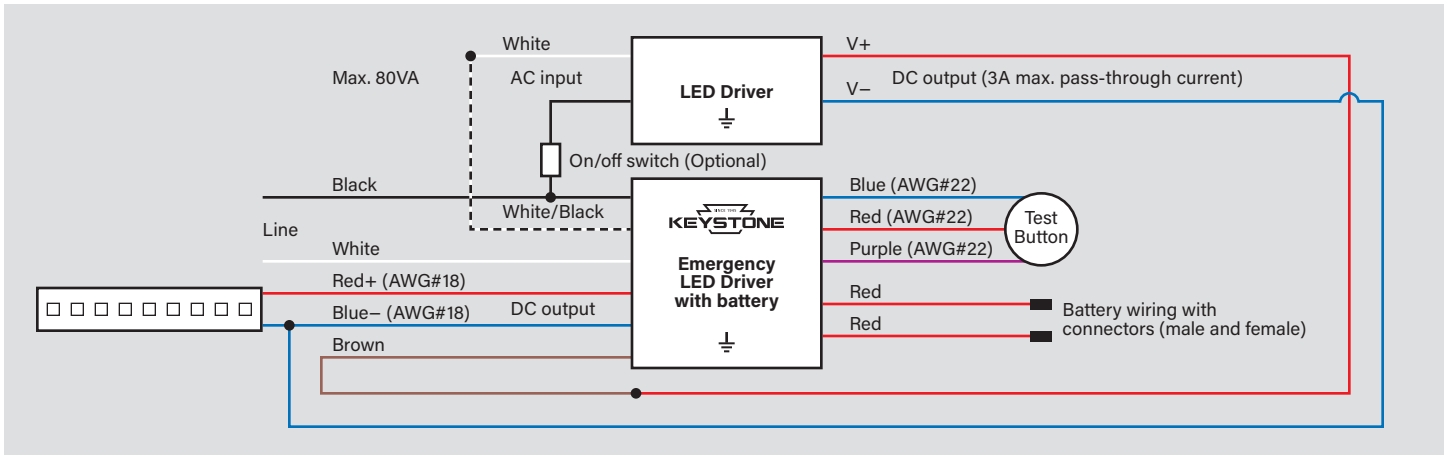 White
V+
Max. 80VA
AC input
LED Driver
DC output (3A max. pass-through current)
V−
On/off switch (Optional)
Black
Blue (AWG#22)
White/Black
SINCE 1945
KEYSTONE
Red (AWG#22)
Test
Button
Line
White
Purple (AWG#22)
Emergency
LED Driver
with battery
Red+ (AWG#18)
Red
Blue− (AWG#18)
DC output
Battery wiring with
connectors (male and female)
Red
Brown